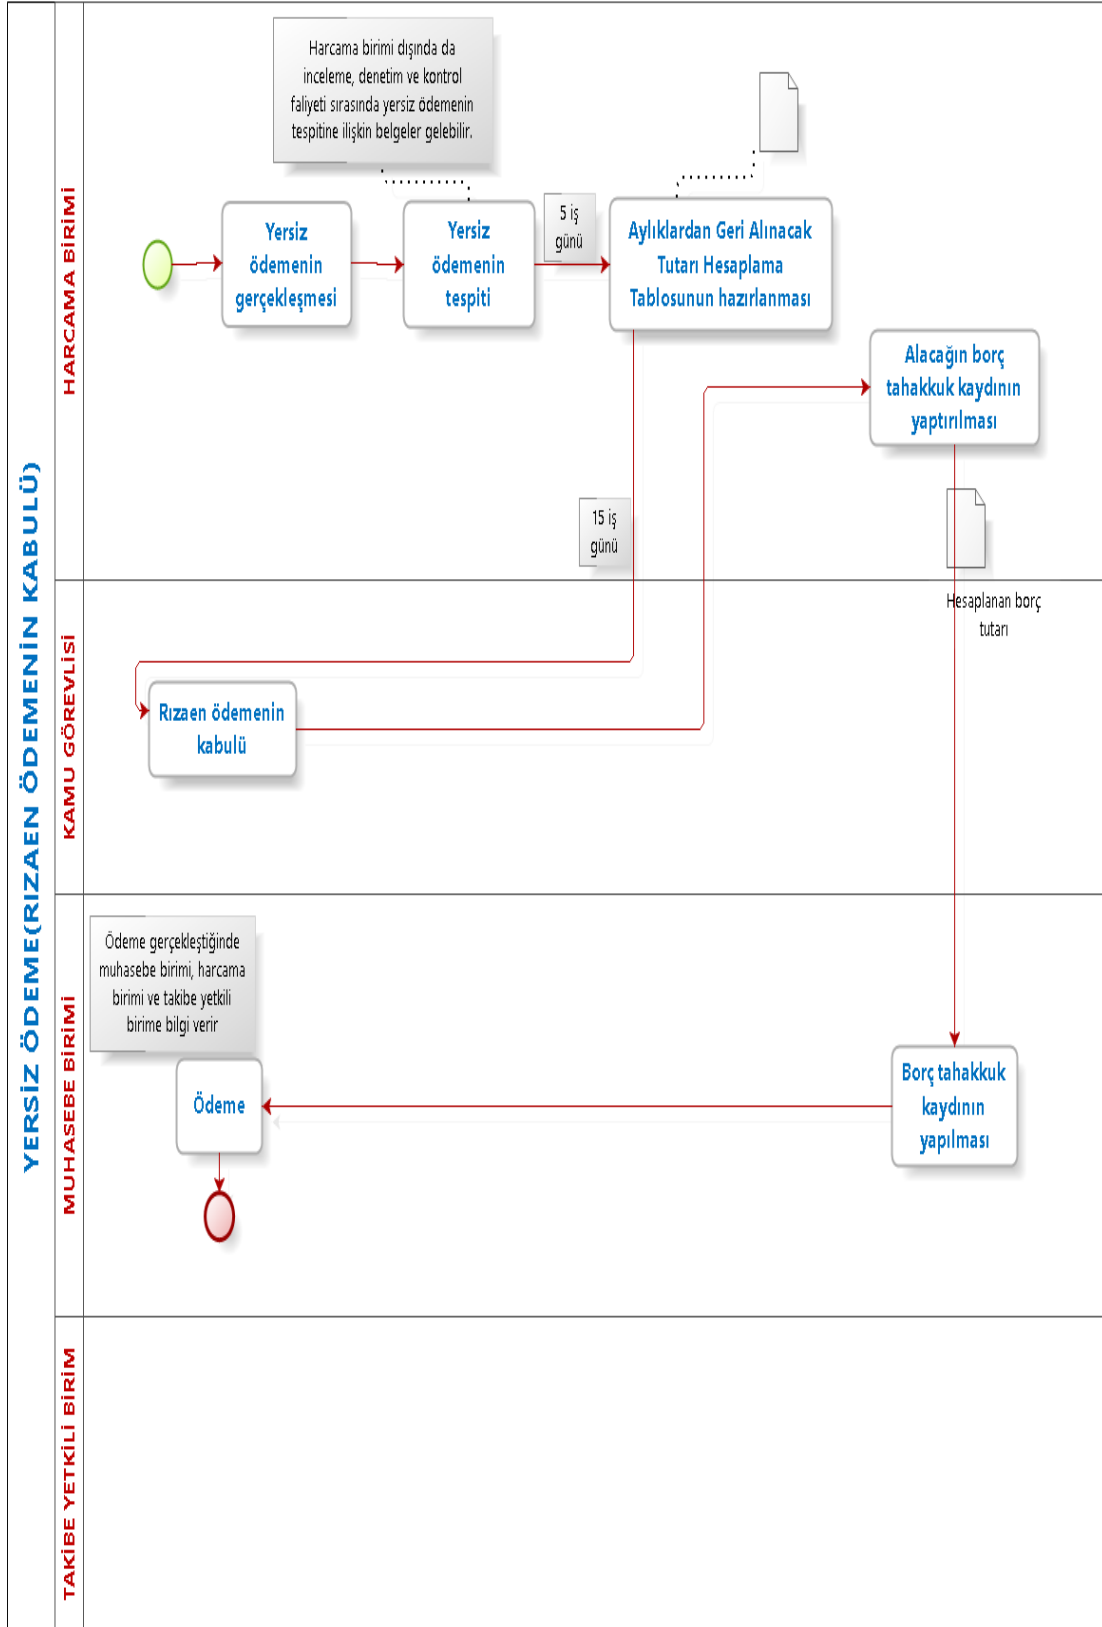 YERSİZ ÖDEME(RIZAEN ÖDEMENİN KABULÜ)
HARCAMA BİRİMİ
Harcama birimi dışında da
inceleme, denetim ve kontrol
faliyeti sırasında yersiz ödemenin
tespitine ilişkin belgeler gelebilir.
Yersiz
ödemenin
gerçekleşmesi
Yersiz
ödemenin
tespiti
5 iş
günü
Aylıklardan Geri Alınacak
Tutarı Hesaplama
Tablosunun hazırlanması
Alacağın borç
tahakkuk kaydının
yaptırılması
15 iş
günü
Hesaplanan borç
tutarı
KAMU GÖREVLİSİ
Rızaen ödemenin
kabulü
MUHASEBE BİRİMİ
Ödeme gerçekleştiğinde
muhasebe birimi, harcama
birimi ve takibe yetkili
birime bilgi verir
Ödeme
Borç tahakkuk
kaydının
yapılması
TAKİBE YETKİLİ BİRİM